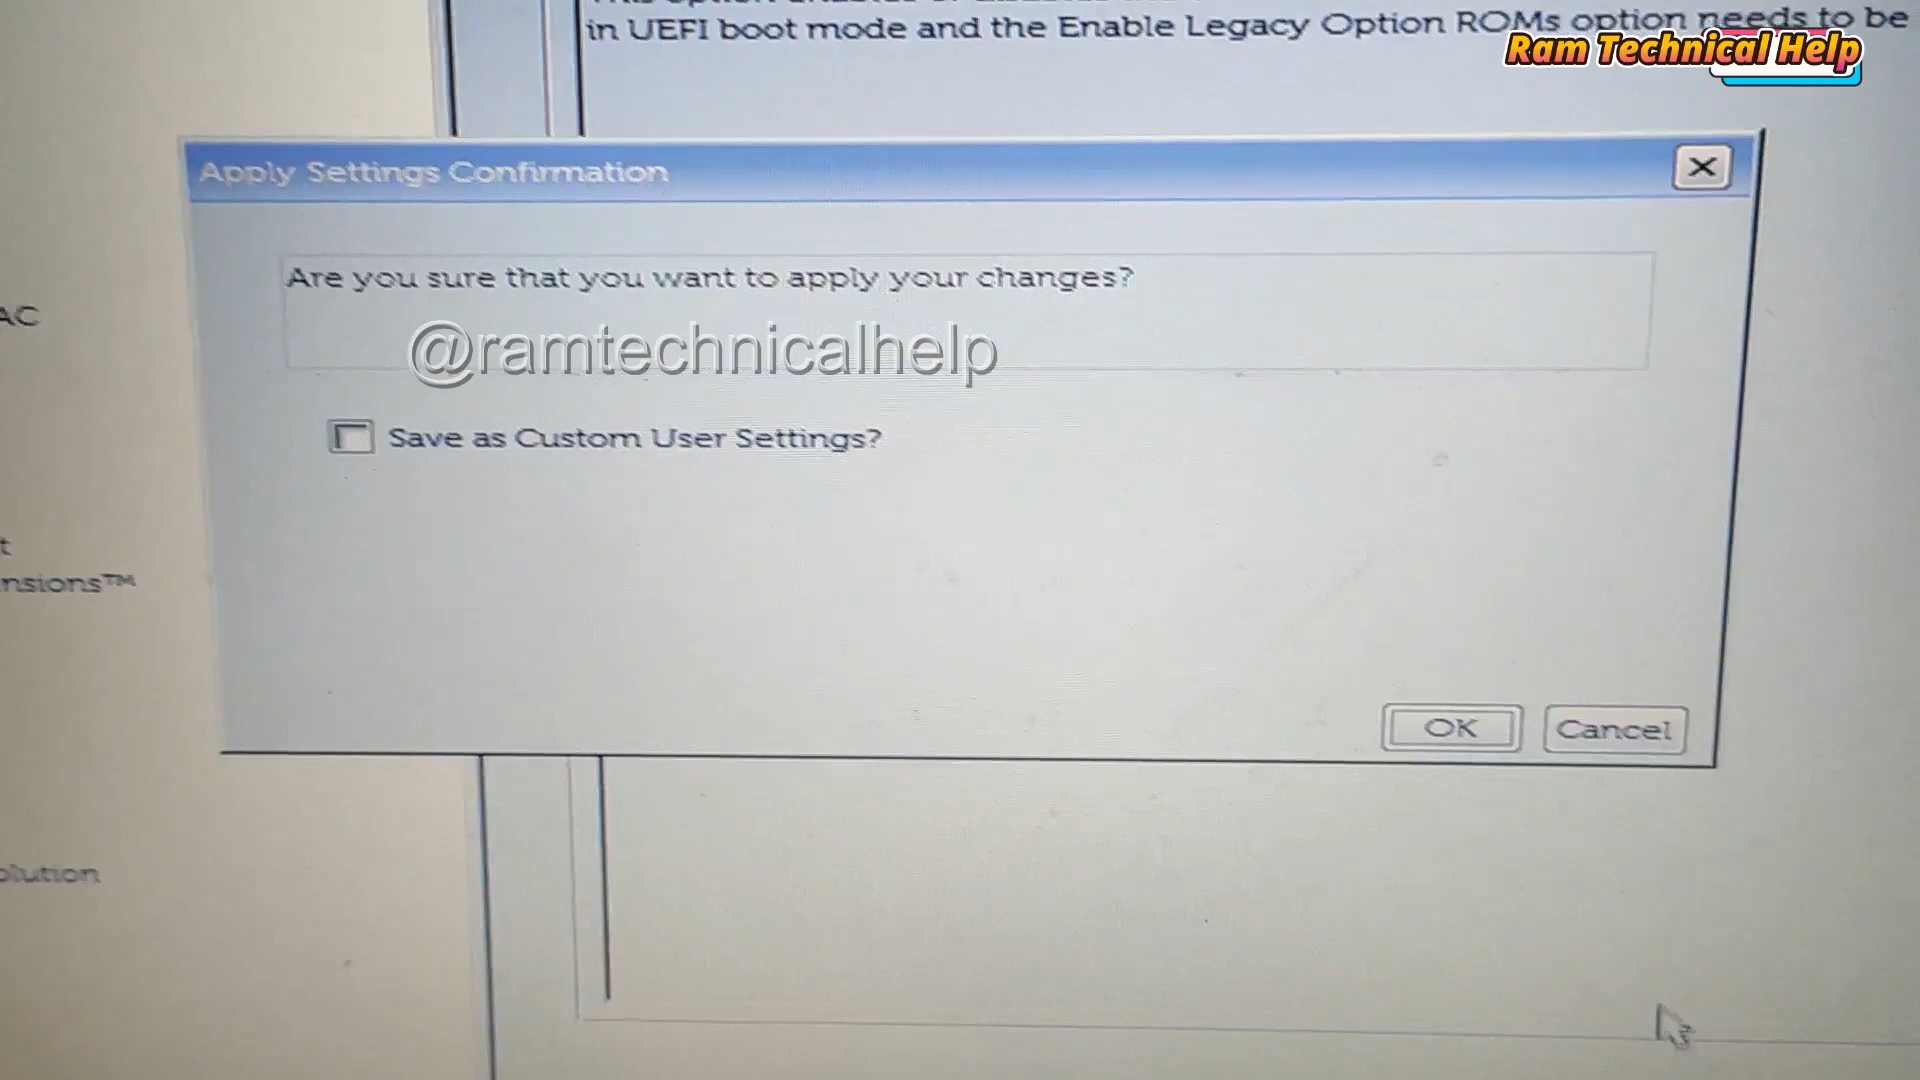 in UEFI boot mode and the Enable Legacy Option ROMs option needs to be
Ram Technical Help
Apply Settings Confirmation
Are you sure that you want to apply your changes?
AC
@ramtechnicalhelp
Save as Custom User Settings?
t
nsions™
OK
Cancel
olution